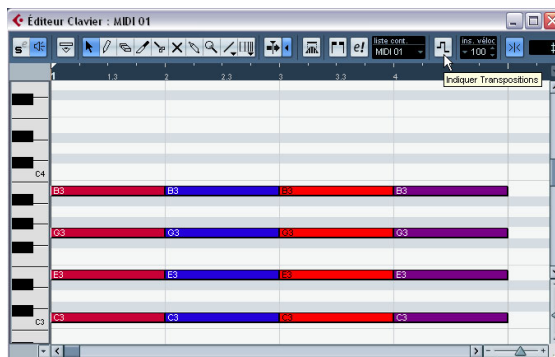 Éditeur Clavier : MIDI 01
liste cont.
MIDI 01
ins. véloc
100
Indiquer Transpositions
1 1.3 2 2.3 3 3.3 4
C4
B3 B3 B3 B3
G3 G3 G3 G3
E3 E3 E3 E3
C3 C3 C3 C3
C3